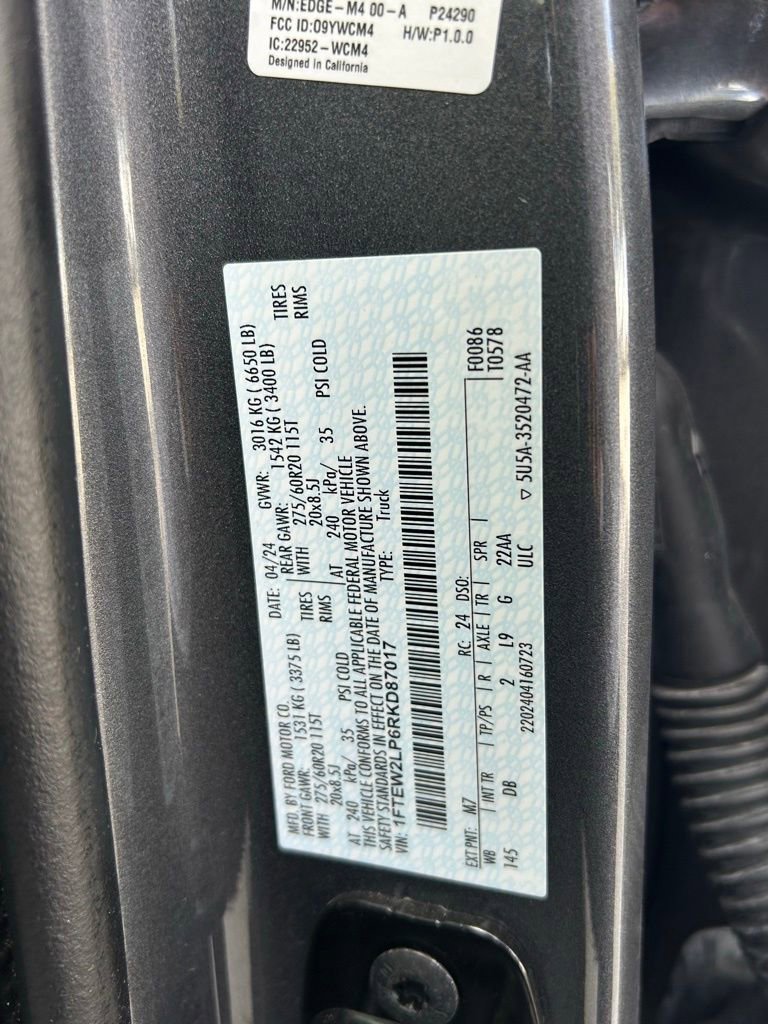 M/N:EDGE-M4 00-A P24290
FCC ID:O9YWCM4 H/W:P1.0.0
IC:22952-WCM4
Designed in California
MFD. BY FORD MOTOR CO.
DATE: 04/24 GVWR: 3016 KG ( 6650 LB)
FRONT GAWR: 1531 KG ( 3375 LB)
REAR GAWR: 1542 KG ( 3400 LB)
WITH 275/60R20 115T TIRES
WITH 275/60R20 115T TIRES
20x8.5J RIMS
20x8.5J RIMS
AT 240 kPa/ 35 PSI COLD
AT 240 kPa/ 35 PSI COLD
THIS VEHICLE CONFORMS TO ALL APPLICABLE FEDERAL MOTOR VEHICLE
SAFETY STANDARDS IN EFFECT ON THE DATE OF MANUFACTURE SHOWN ABOVE.
VIN: 1FTEW2LP6RKD87017 TYPE: Truck
EXT PNT: M7 RC: 24 DSO: F0086
WB INT TR TP/PS R AXLE TR SPR T0578
145 DB 2 L9 G 22AA
2202404160723 ULC ▽ 5U5A-3520472-AA